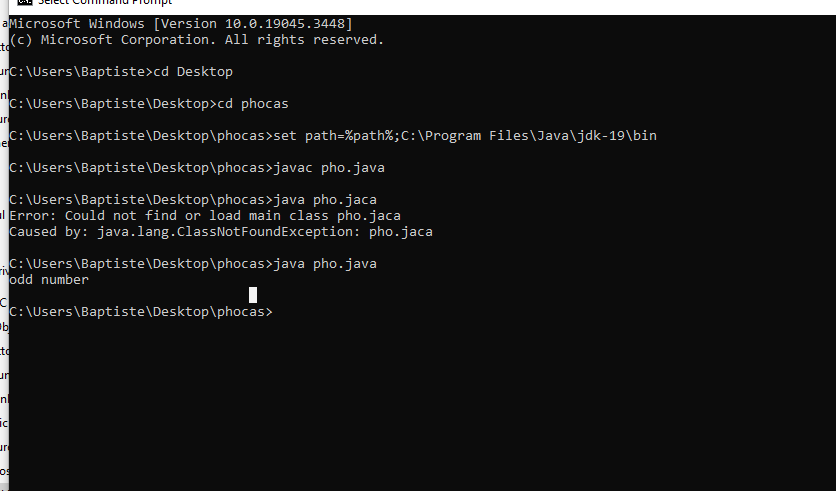 Select Command Prompt
Microsoft Windows [Version 10.0.19045.3448]
(c) Microsoft Corporation. All rights reserved.
C:\Users\Baptiste>cd Desktop
C:\Users\Baptiste\Desktop>cd phocas
C:\Users\Baptiste\Desktop\phocas>set path=%path%;C:\Program Files\Java\jdk-19\bin
C:\Users\Baptiste\Desktop\phocas>javac pho.java
C:\Users\Baptiste\Desktop\phocas>java pho.jaca
Error: Could not find or load main class pho.jaca
Caused by: java.lang.ClassNotFoundException: pho.jaca
C:\Users\Baptiste\Desktop\phocas>java pho.java
odd number
C:\Users\Baptiste\Desktop\phocas>